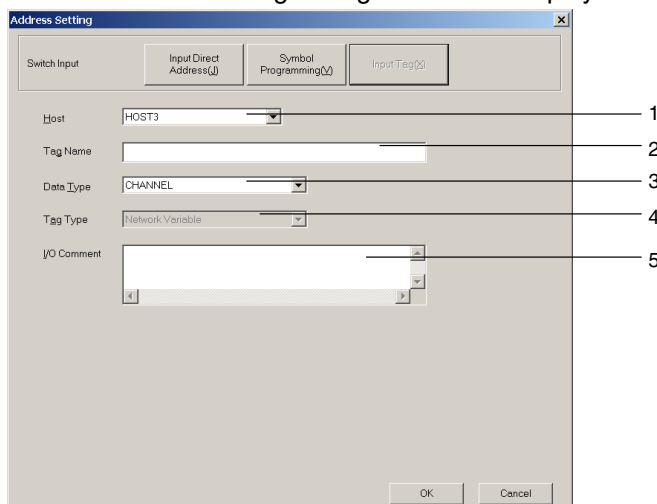 Address Setting
Switch Input
Input Direct
Address(J)
Symbol
Programming(V)
Input Tag(X)
Host
HOST3
1
Tag Name
2
Data Type
CHANNEL
3
Tag Type
Network Variable
4
I/O Comment
5
OK
Cancel